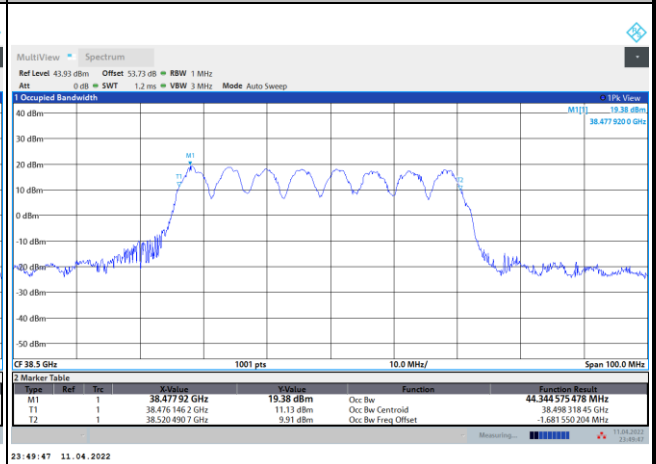 MultiView Spectrum
Ref Level 43.93 dBm Offset 53.73 dB RBW 1 MHz
Att 0 dB SWT 1.2 ms VBW 3 MHz Mode Auto Sweep
1 Occupied Bandwidth 1Pk View
M1[1] 19.38 dBm
38.477 920 0 GHz
40 dBm
30 dBm
20 dBm
M1
T1
T2
10 dBm
0 dBm
-10 dBm
-20 dBm
-30 dBm
-40 dBm
-50 dBm
CF 38.5 GHz 1001 pts 10.0 MHz/ Span 100.0 MHz
2 Marker Table
Type Ref Trc X-Value Y-Value Function Function Result
M1 1 38.47792 GHz 19.38 dBm Occ Bw 44.344 575 478 MHz
T1 1 38.476 146 2 GHz 11.13 dBm Occ Bw Centroid 38.498 318 45 GHz
T2 1 38.520 490 7 GHz 9.91 dBm Occ Bw Freq Offset -1.681 550 204 MHz
Measuring... 11.04.2022
23:49:47
23:49:47 11.04.2022